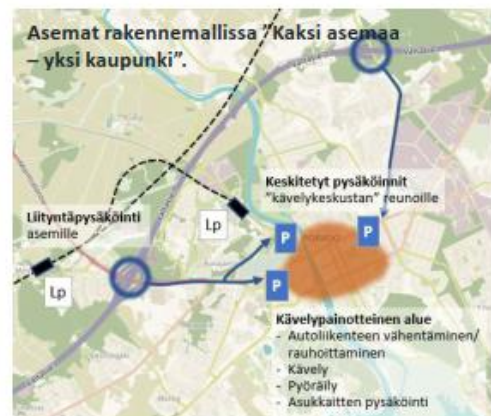 Asemat rakennemallissa ”Kaksi asemaa
– yksi kaupunki”.
Keskitetyt pysäköinnit
”kävelykeskustan” reunoille
Liityntäpysäköinti
asemille
Lp
Lp
P
P
P
Kävelypainotteinen alue
- Autoliikenteen vähentäminen/
rauhoittaminen
- Kävely
- Pyöräily
- Asukkaitten pysäköinti